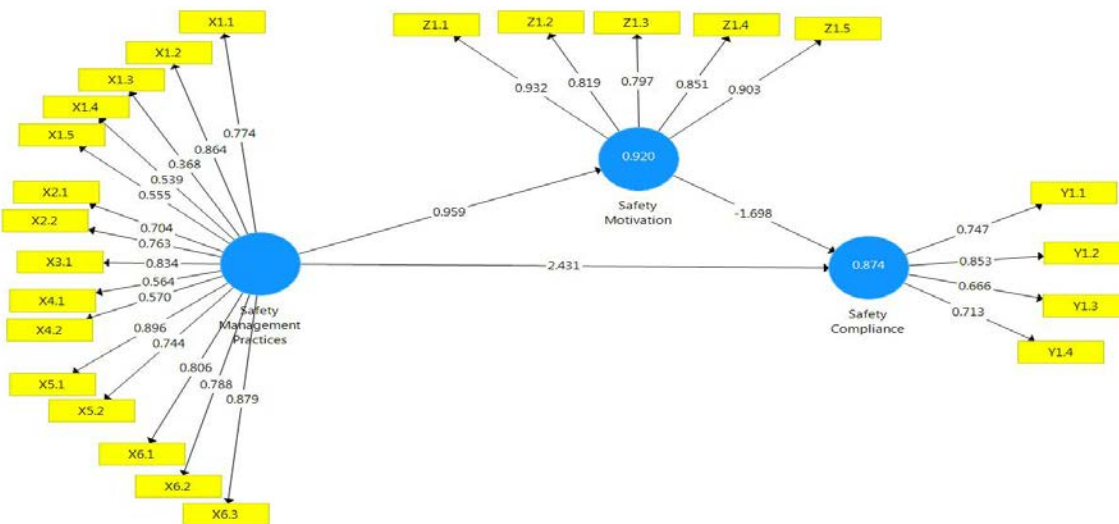 X1.1
X1.2
X1.3
X1.4
X1.5
X2.1
X2.2
X3.1
X4.1
X4.2
X5.1
X5.2
X6.1
X6.2
X6.3
0.774
0.864
0.368
0.539
0.555
0.704
0.763
0.834
0.564
0.570
0.896
0.744
0.806
0.788
0.879
Safety
Management
Practices
0.959
2.431
Z1.1
Z1.2
Z1.3
Z1.4
Z1.5
0.932
0.819
0.797
0.851
0.903
0.920
Safety
Motivation
-1.698
0.874
Safety
Compliance
0.747
0.853
0.666
0.713
Y1.1
Y1.2
Y1.3
Y1.4